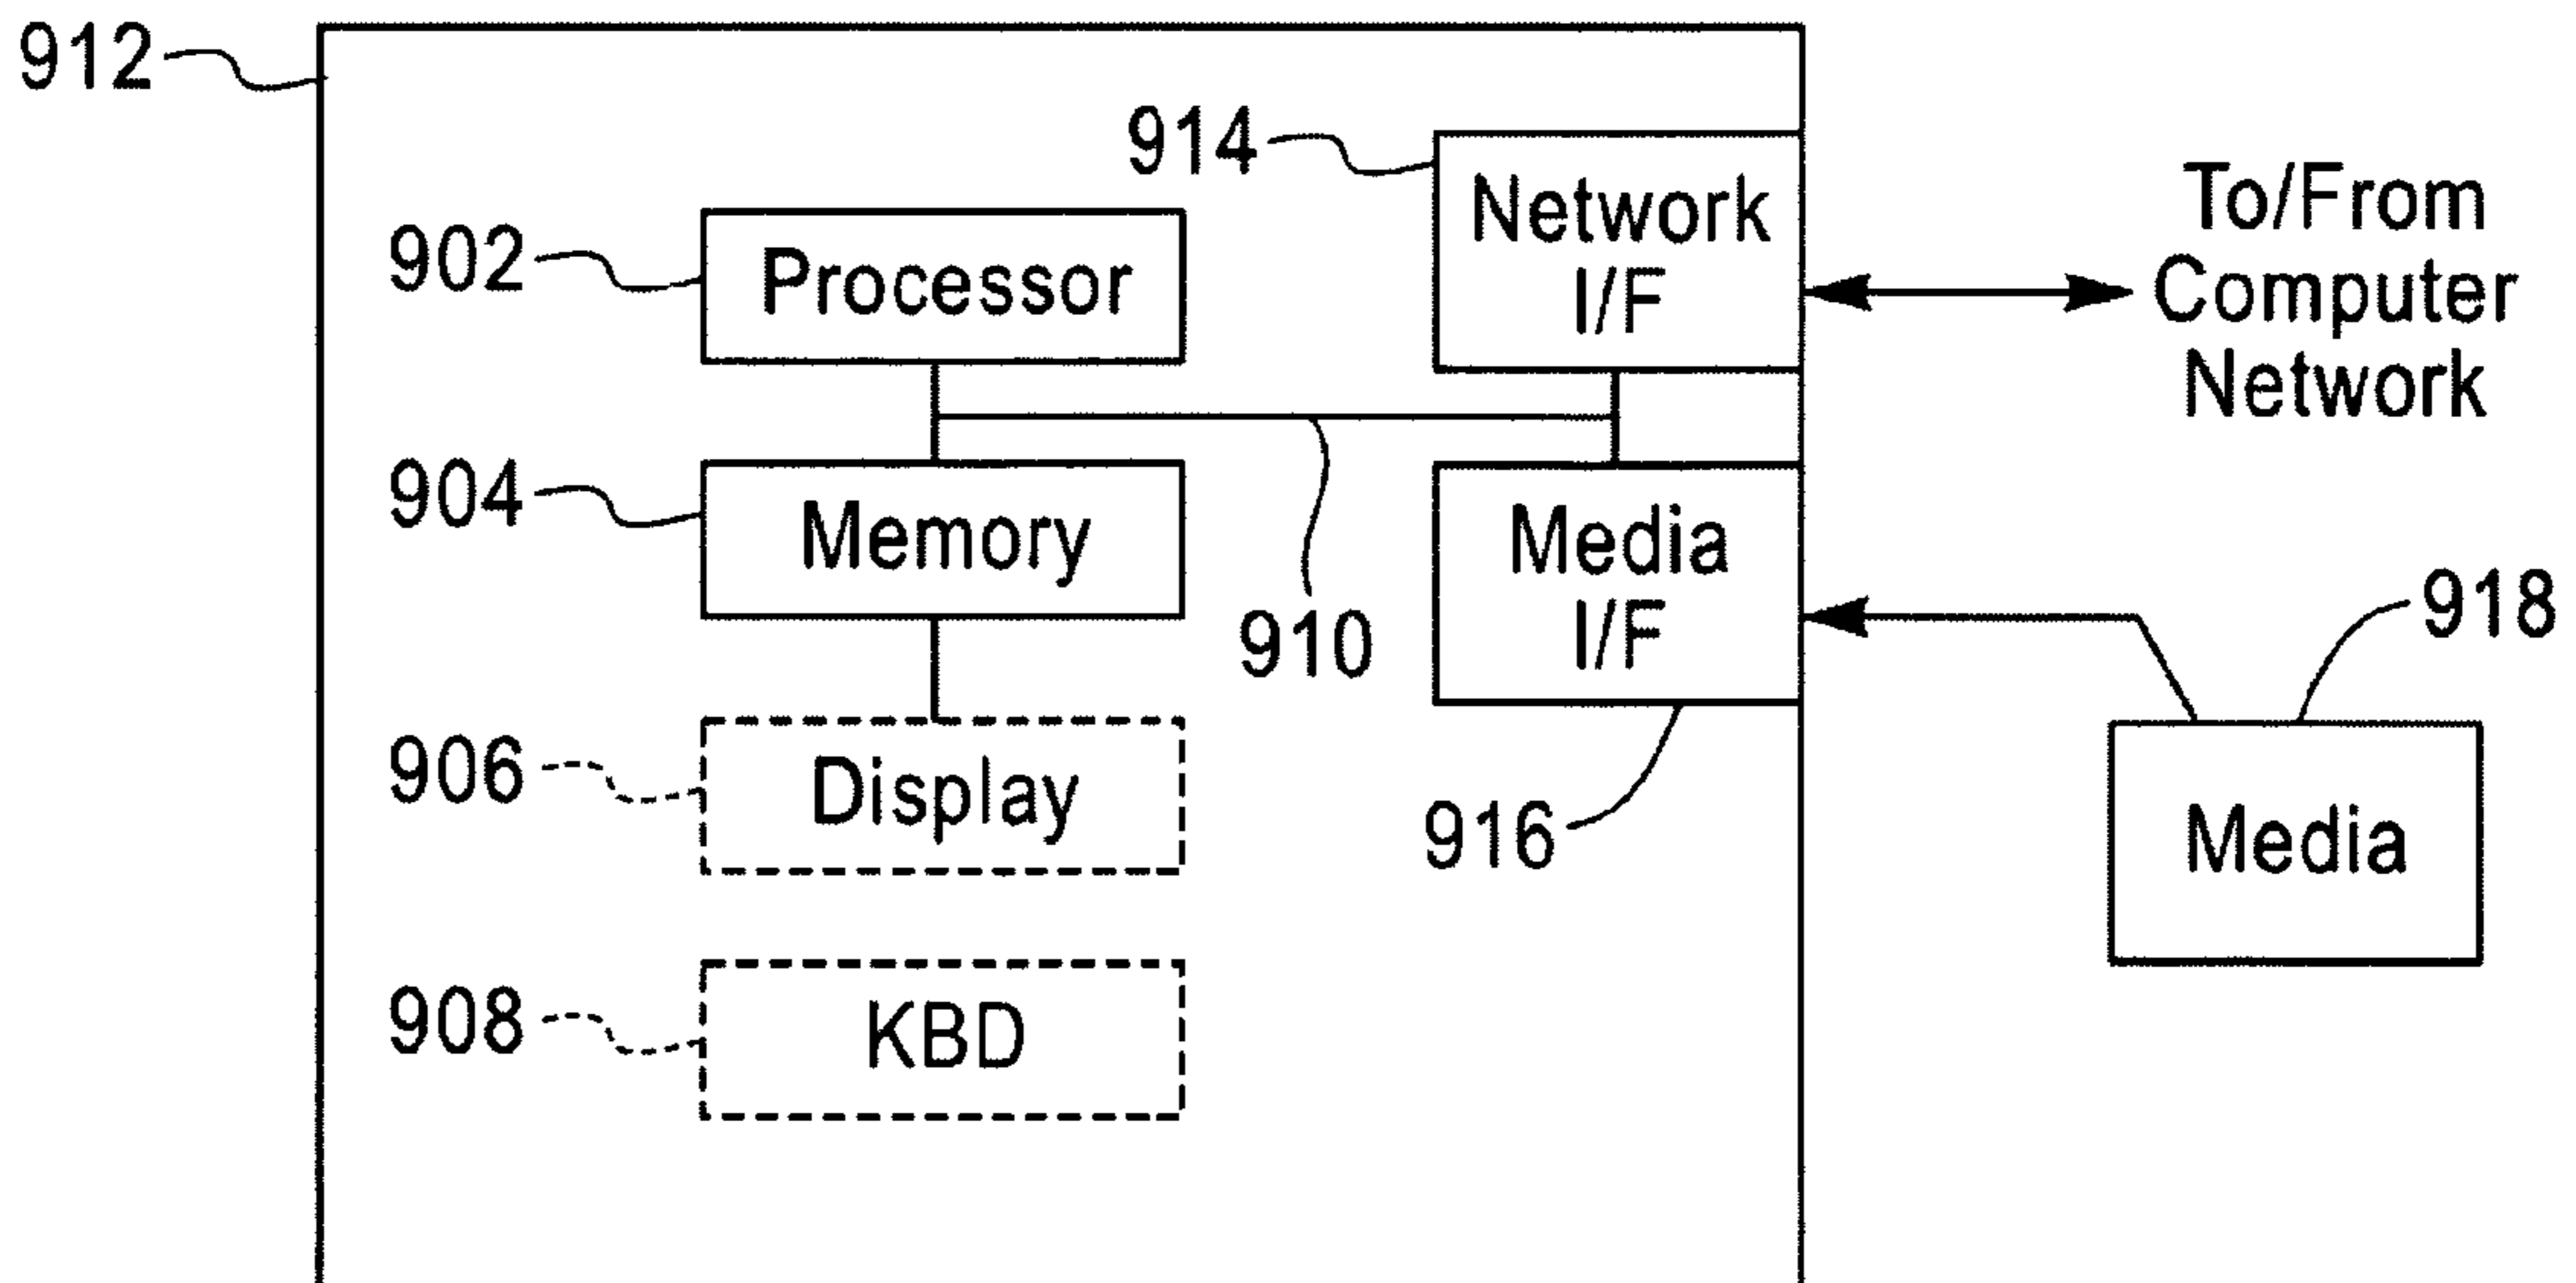 912
914
Network
I/F
To/From
Computer
Network
902
Processor
904
Memory
910
Media
I/F
918
906
Display
916
Media
908
KBD